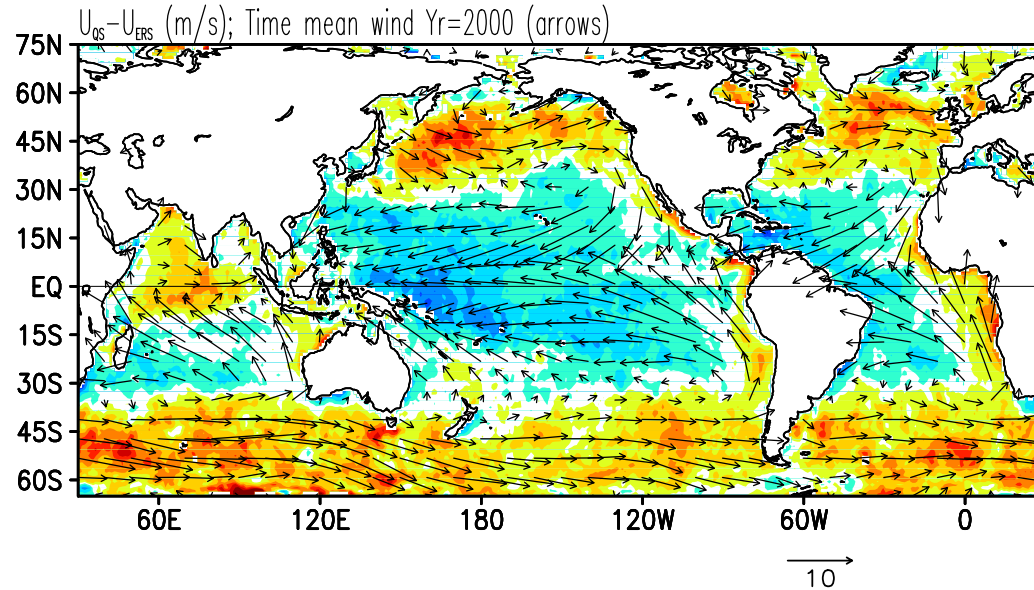 U_QS–U_ERS (m/s); Time mean wind Yr=2000 (arrows)
75N
60N
45N
30N
15N
EQ
15S
30S
45S
60S
60E 120E 180 120W 60W 0
10